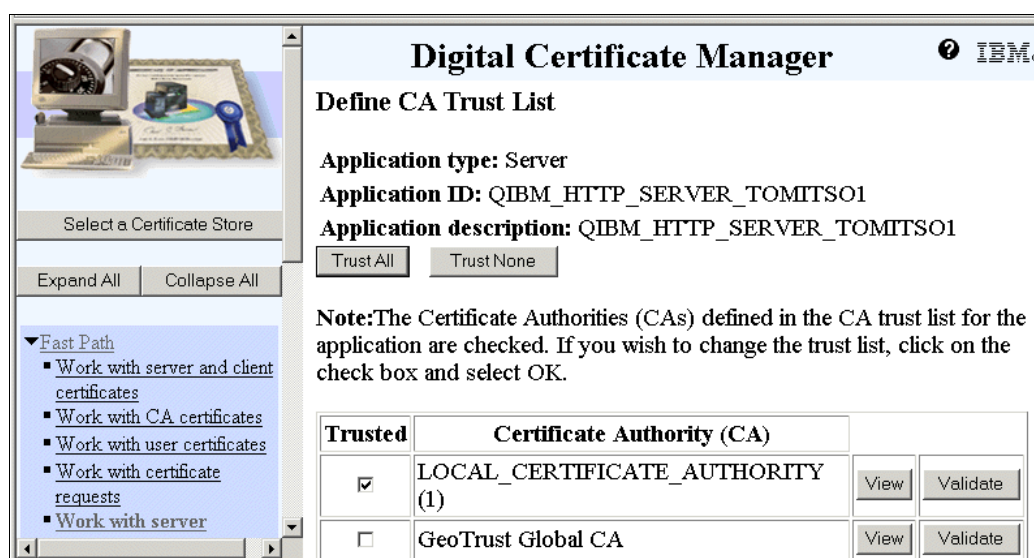 Digital Certificate Manager
? IBM
Define CA Trust List
Application type: Server
Application ID: QIBM_HTTP_SERVER_TOMITSO1
Application description: QIBM_HTTP_SERVER_TOMITSO1
Trust All Trust None
Note:The Certificate Authorities (CAs) defined in the CA trust list for the
application are checked. If you wish to change the trust list, click on the
check box and select OK.
Trusted Certificate Authority (CA)
LOCAL_CERTIFICATE_AUTHORITY
(1)
View Validate
GeoTrust Global CA View Validate
Select a Certificate Store
Expand All Collapse All
Fast Path
Work with server and client
certificates
Work with CA certificates
Work with user certificates
Work with certificate
requests
Work with server